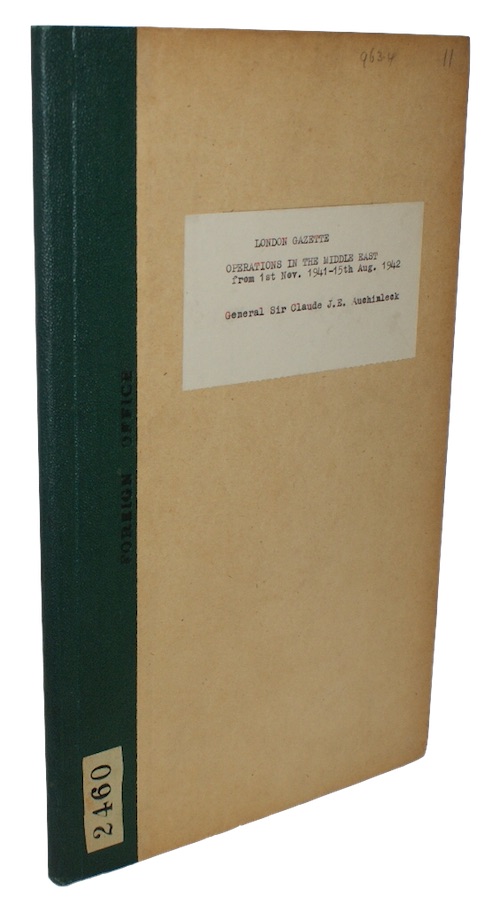 9634 11
LONDON GAZETTE
OPERATIONS IN THE MIDDLE EAST
from 1st Nov. 1941-15th Aug. 1942
General Sir Claude J.E. Auchinleck
FOREIGN OFFICE
2460